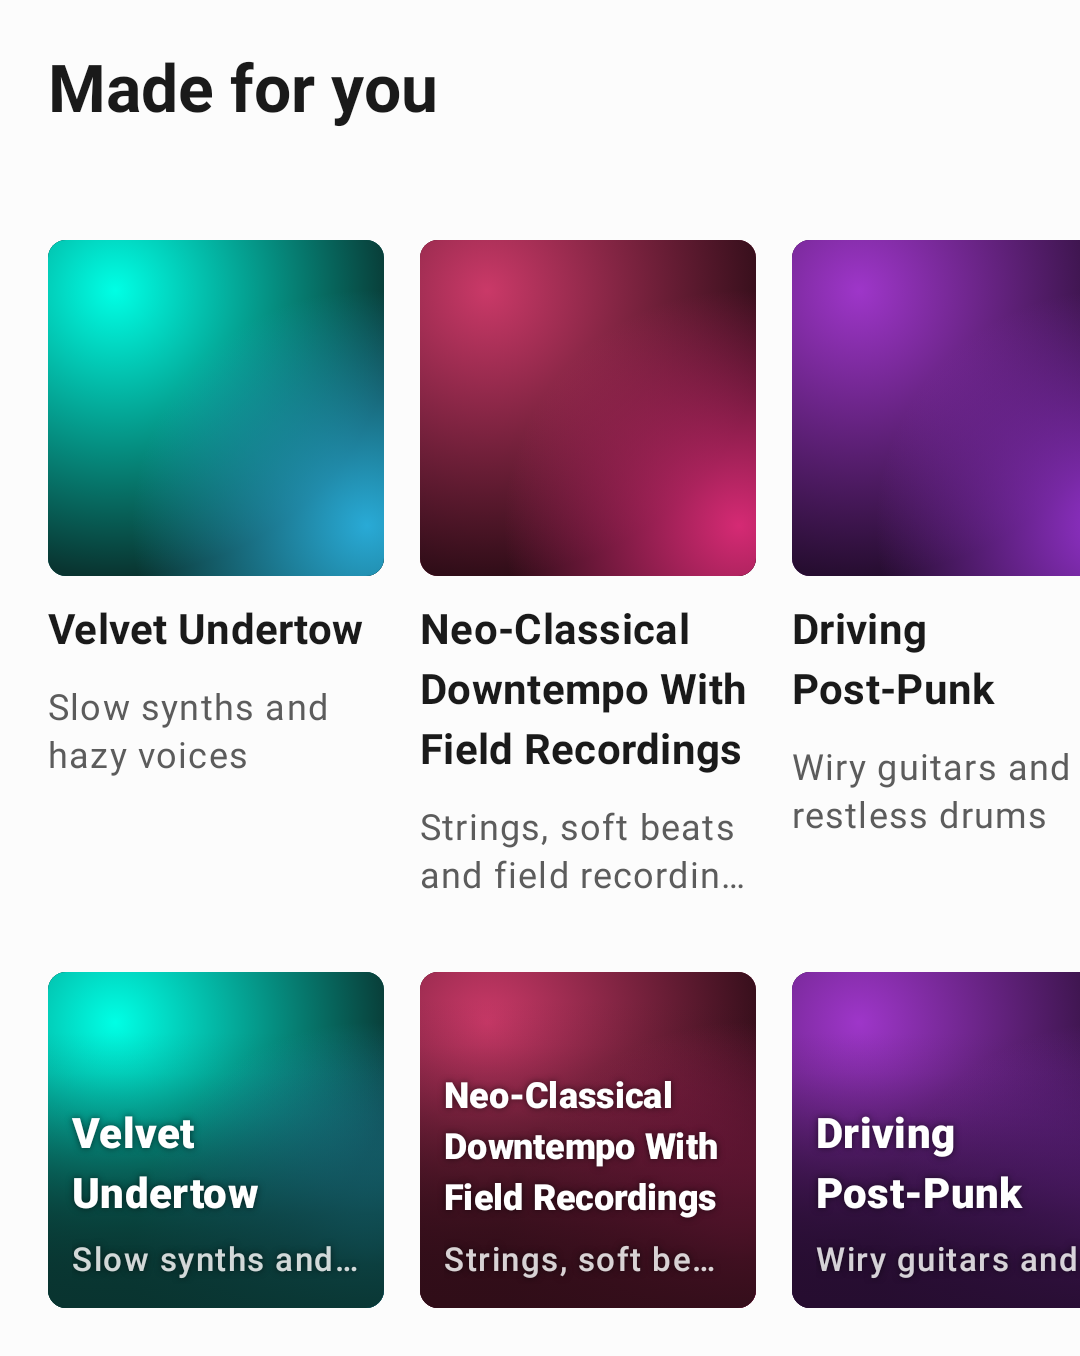 Made for you
Velvet Undertow
Slow synths and
hazy voices
Neo-Classical
Downtempo With
Field Recordings
Strings, soft beats
and field recordin…
Driving
Post-Punk
Wiry guitars and
restless drums
Velvet
Undertow
Slow synths and…
Neo-Classical
Downtempo With
Field Recordings
Strings, soft be…
Driving
Post-Punk
Wiry guitars and